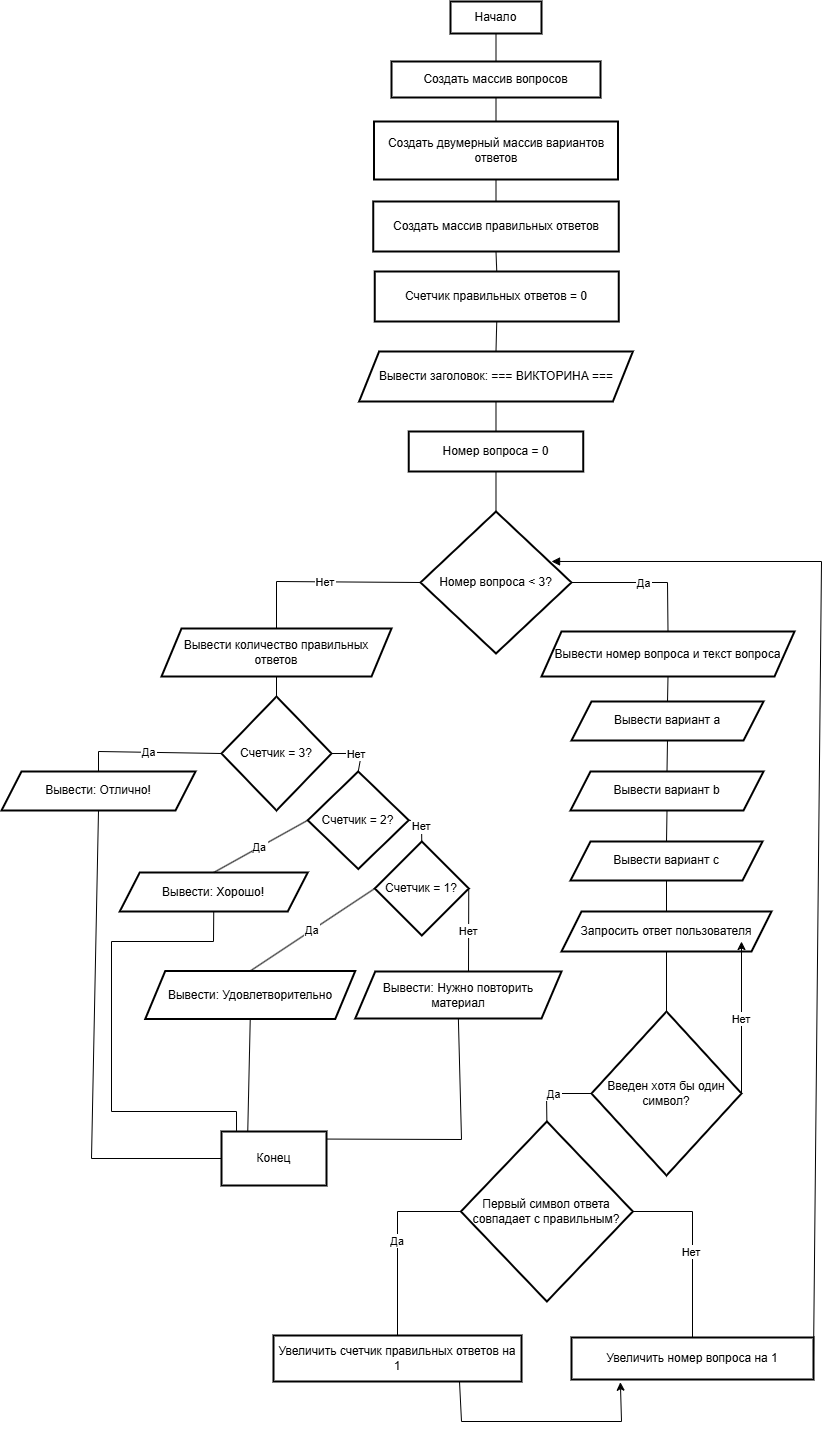 Начало
Создать массив вопросов
Создать двумерный массив вариантов
ответов
Создать массив правильных ответов
Счетчик правильных ответов = 0
Вывести заголовок: === ВИКТОРИНА ===
Номер вопроса = 0
Номер вопроса < 3?
Нет
Да
Вывести количество правильных
ответов
Вывести номер вопроса и текст вопроса
Счетчик = 3?
Да
Нет
Вывести: Отлично!
Вывести вариант a
Счетчик = 2?
Да
Нет
Вывести: Хорошо!
Вывести вариант b
Счетчик = 1?
Да
Нет
Вывести: Удовлетворительно
Вывести: Нужно повторить
материал
Вывести вариант c
Запросить ответ пользователя
Нет
Введен хотя бы один
символ?
Да
Конец
Первый символ ответа
совпадает с правильным?
Да
Нет
Увеличить счетчик правильных ответов на
1
Увеличить номер вопроса на 1